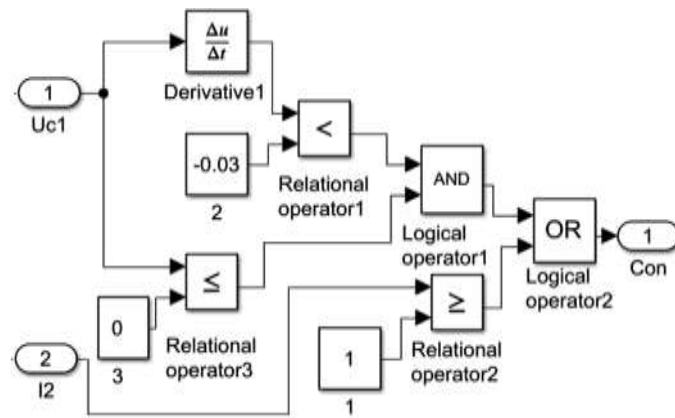 Δu
Δt
Derivative1
1
Uc1
<
-0.03
2
Relational
operator1
AND
Logical
operator1
OR
Logical
operator2
1
Con
≤
0
3
Relational
operator3
≥
1
1
Relational
operator2
2
I2